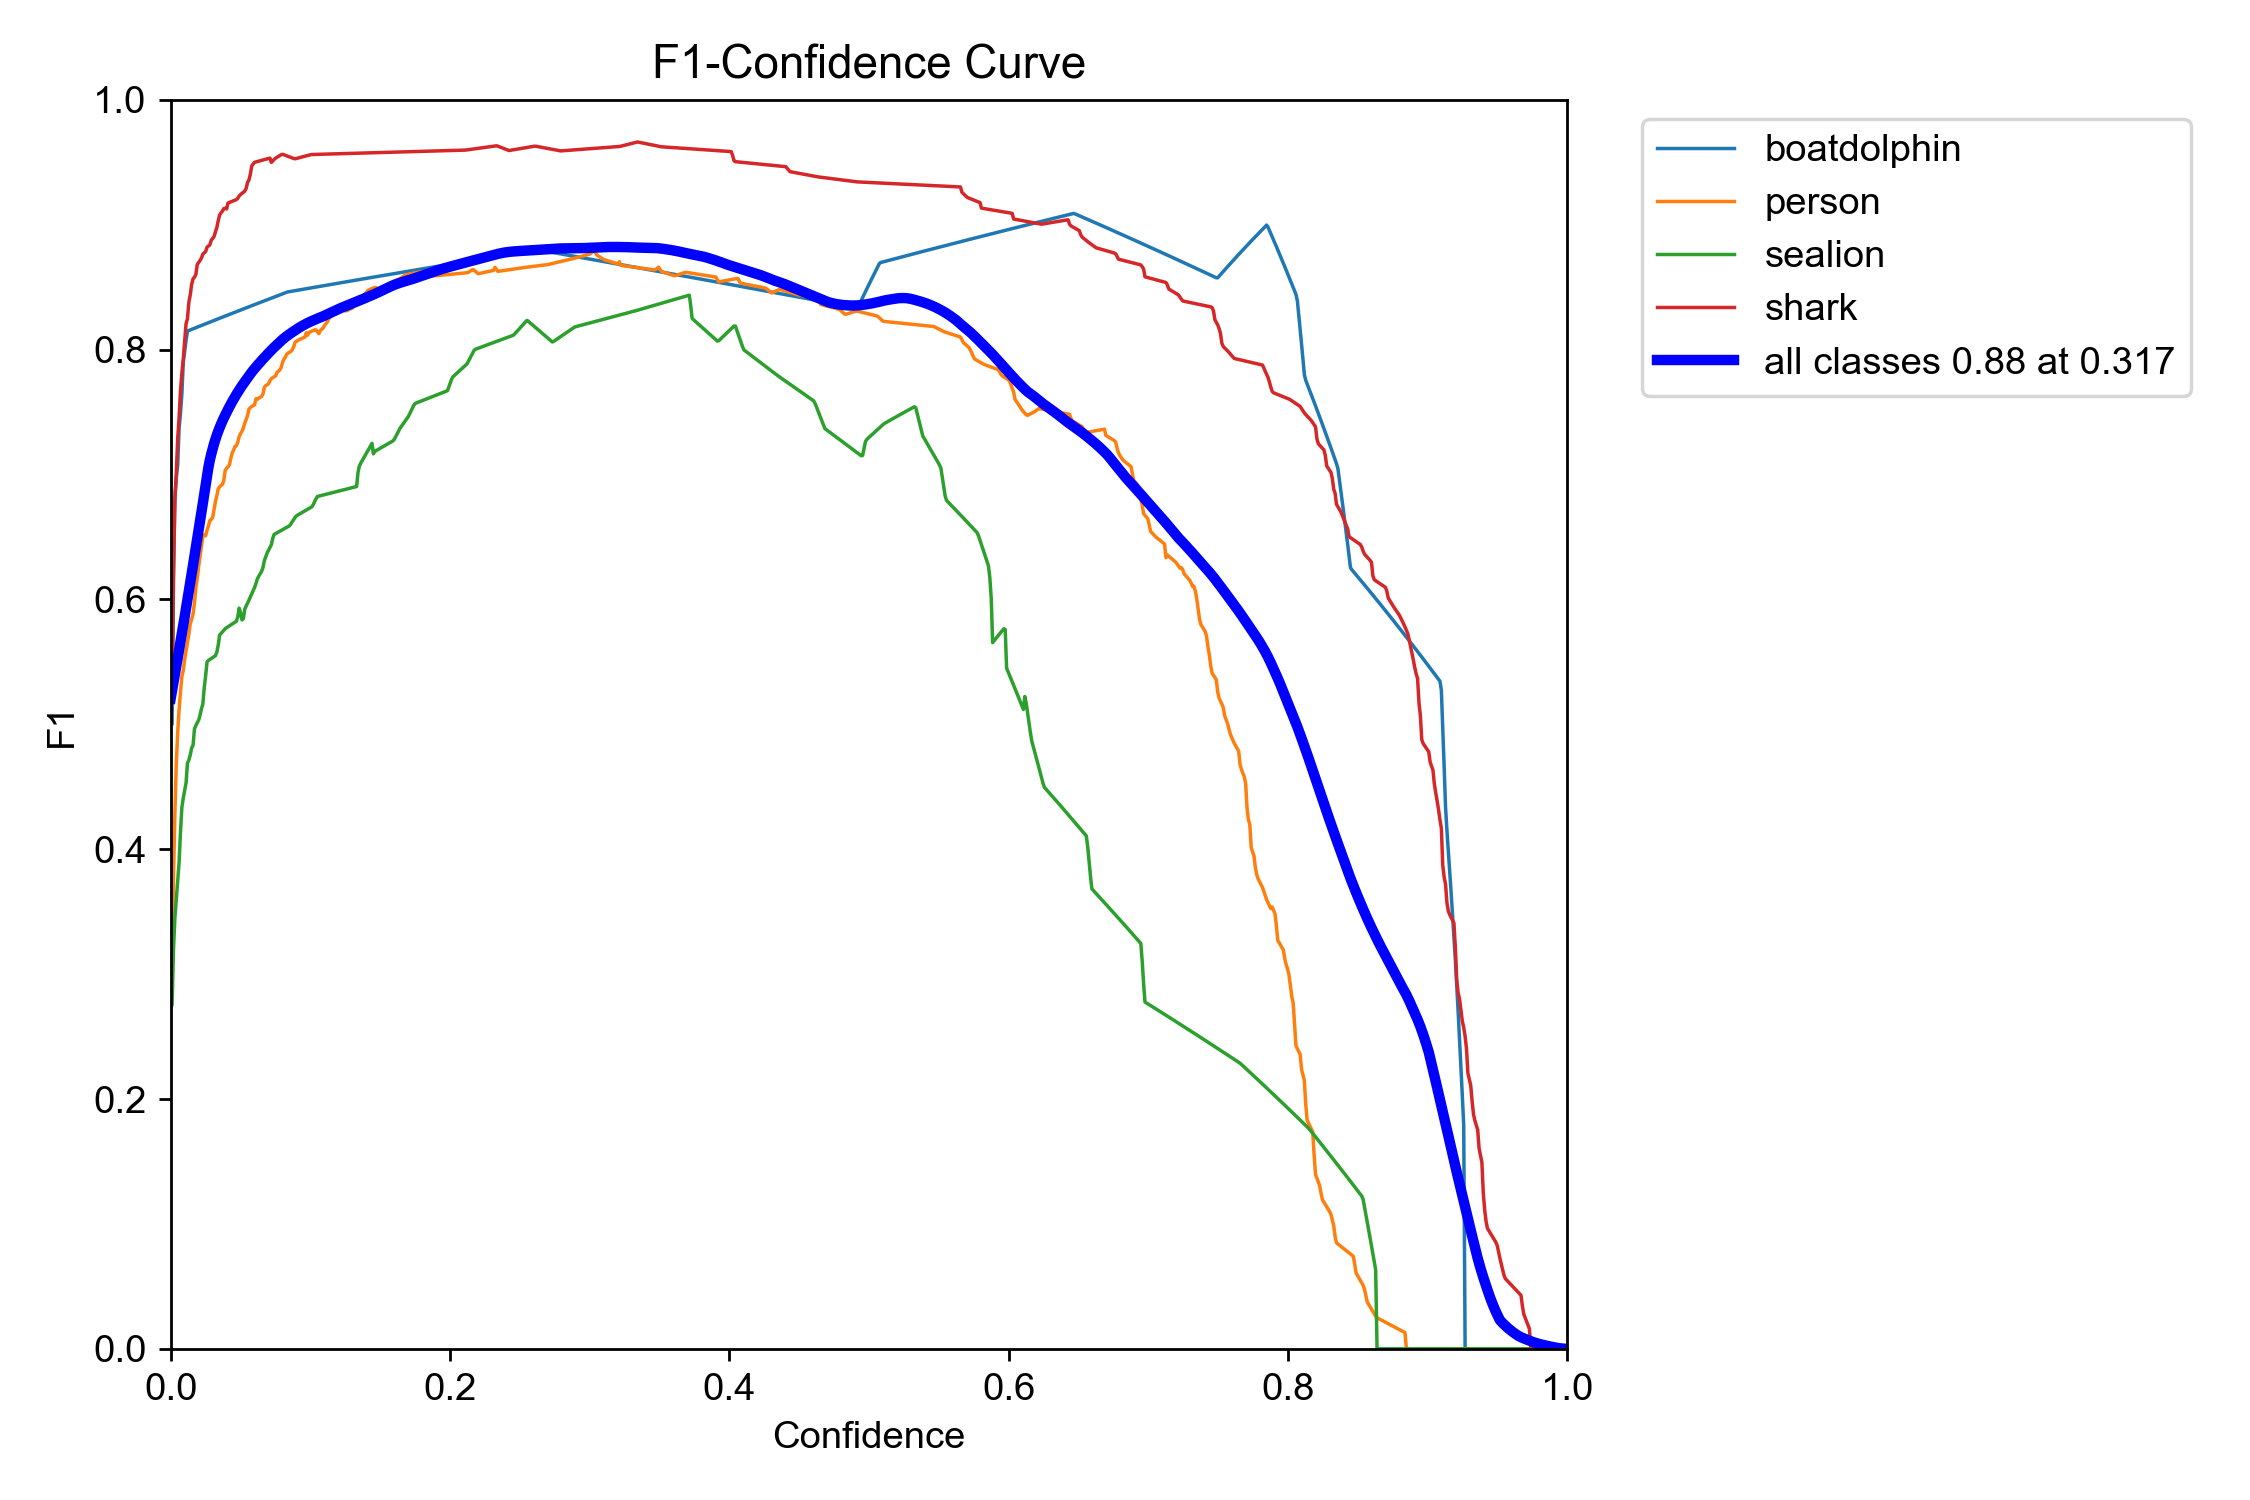 F1-Confidence Curve
1.0
0.8
0.6
0.4
0.2
0.0
F1
0.0 0.2 0.4 0.6 0.8 1.0
Confidence
boatdolphin
person
sealion
shark
all classes 0.88 at 0.317